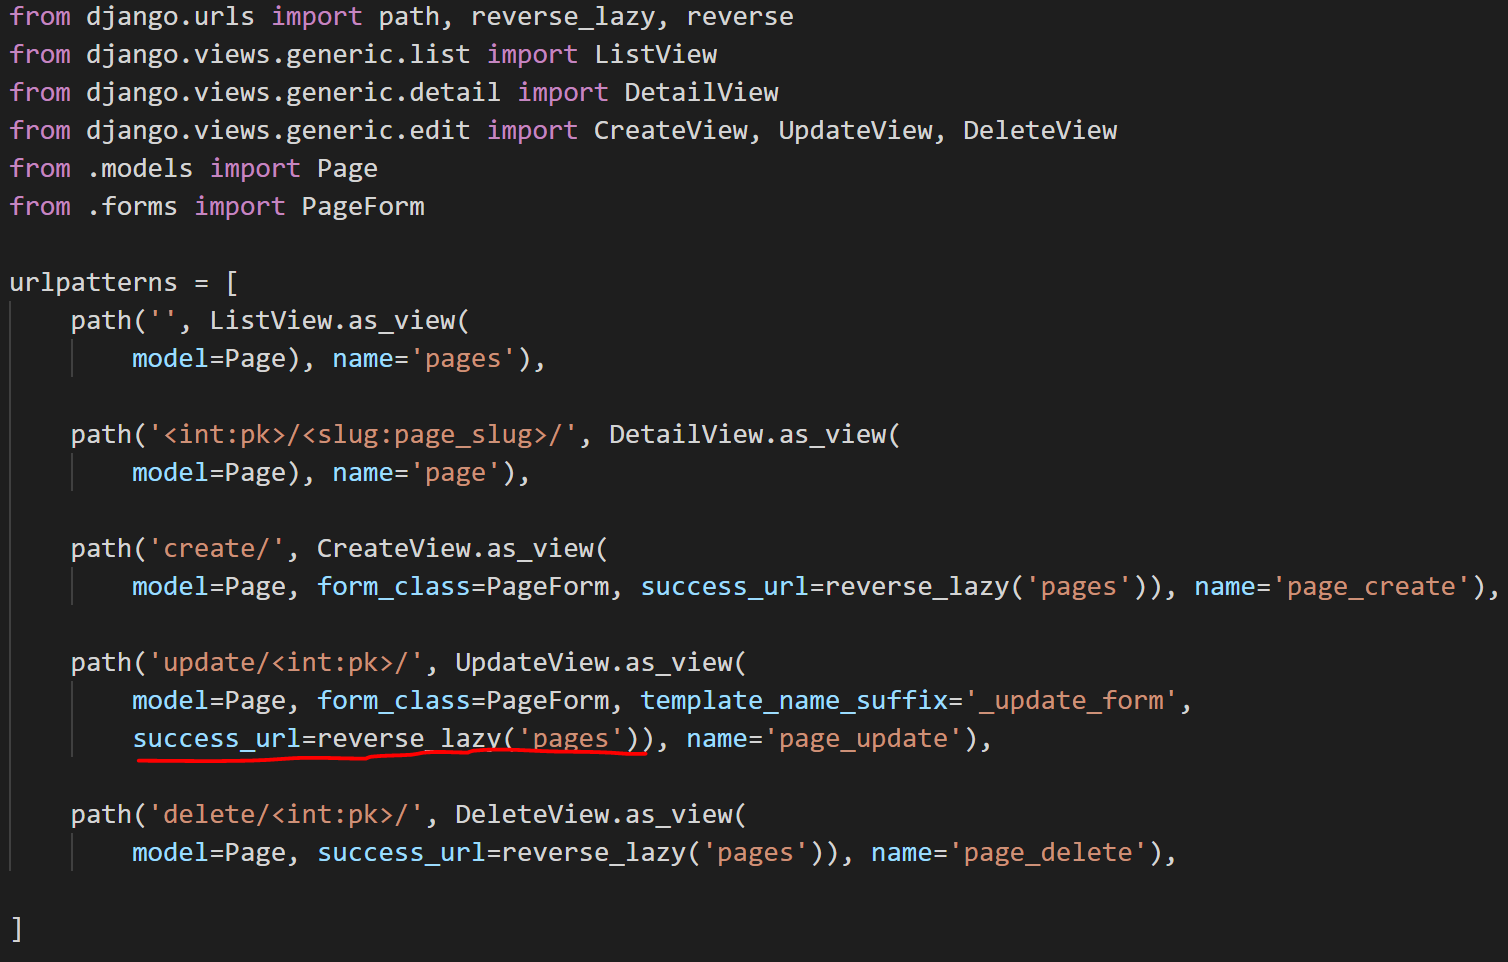 from django.urls import path, reverse_lazy, reverse
from django.views.generic.list import ListView
from django.views.generic.detail import DetailView
from django.views.generic.edit import CreateView, UpdateView, DeleteView
from .models import Page
from .forms import PageForm
urlpatterns = [
    path('', ListView.as_view(
        model=Page), name='pages'),
    path('<int:pk>/<slug:page_slug>/', DetailView.as_view(
        model=Page), name='page'),
    path('create/', CreateView.as_view(
        model=Page, form_class=PageForm, success_url=reverse_lazy('pages')), name='page_create'),
    path('update/<int:pk>/', UpdateView.as_view(
        model=Page, form_class=PageForm, template_name_suffix='_update_form',
        success_url=reverse_lazy('pages')), name='page_update'),
    path('delete/<int:pk>/', DeleteView.as_view(
        model=Page, success_url=reverse_lazy('pages')), name='page_delete'),
]